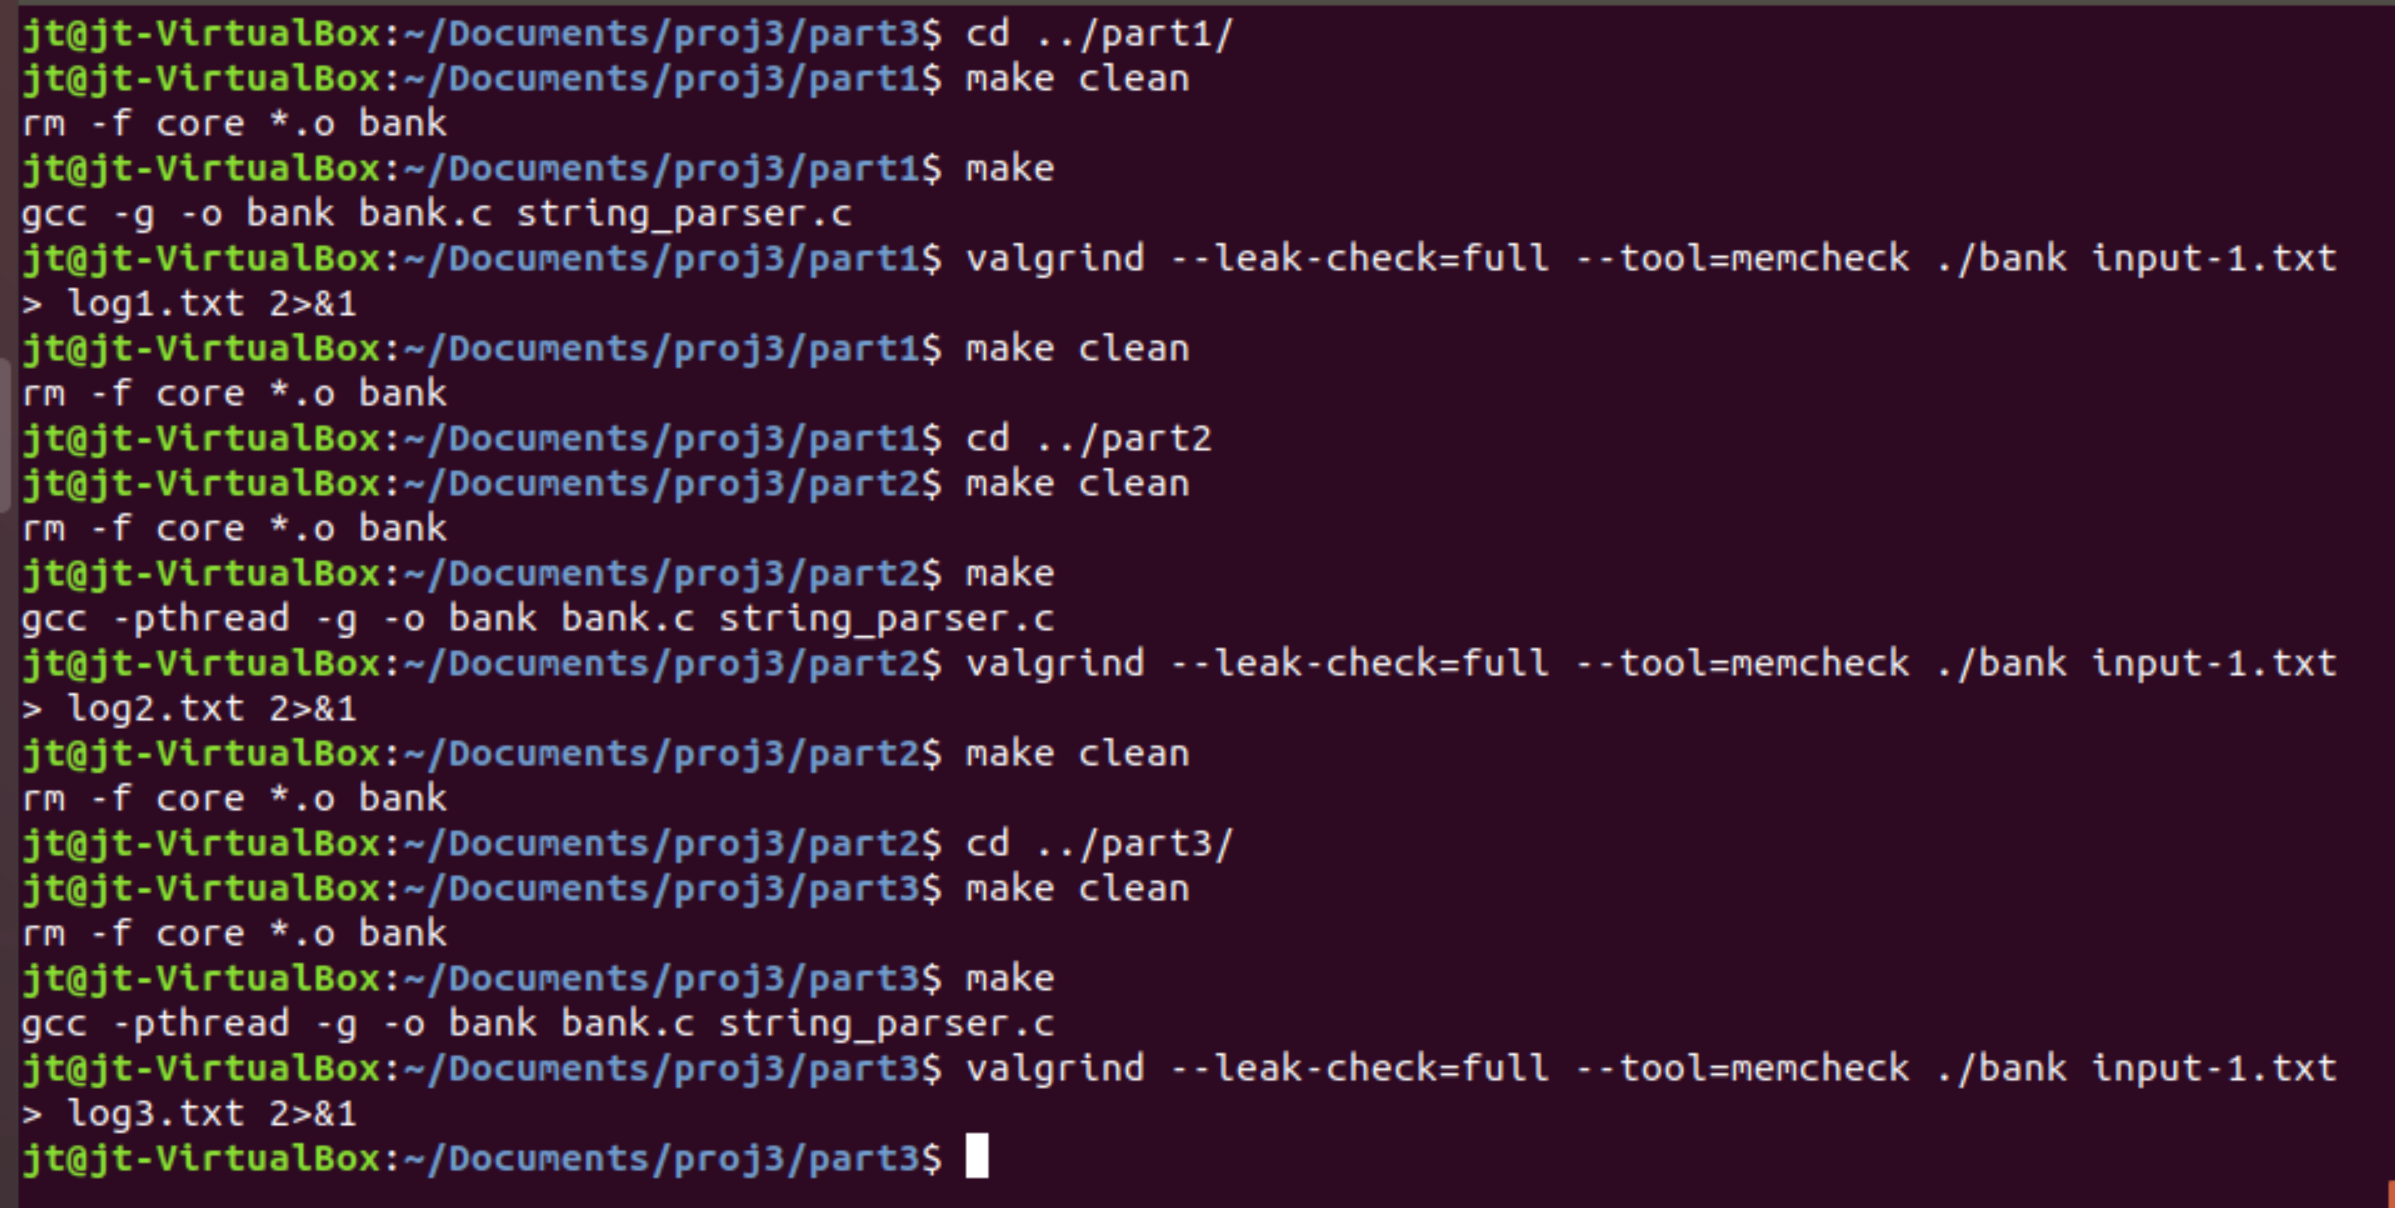 jt@jt-VirtualBox:~/Documents/proj3/part3$ cd ../part1/
jt@jt-VirtualBox:~/Documents/proj3/part1$ make clean
rm -f core *.o bank
jt@jt-VirtualBox:~/Documents/proj3/part1$ make
gcc -g -o bank bank.c string_parser.c
jt@jt-VirtualBox:~/Documents/proj3/part1$ valgrind --leak-check=full --tool=memcheck ./bank input-1.txt
> log1.txt 2>&1
jt@jt-VirtualBox:~/Documents/proj3/part1$ make clean
rm -f core *.o bank
jt@jt-VirtualBox:~/Documents/proj3/part1$ cd ../part2
jt@jt-VirtualBox:~/Documents/proj3/part2$ make clean
rm -f core *.o bank
jt@jt-VirtualBox:~/Documents/proj3/part2$ make
gcc -pthread -g -o bank bank.c string_parser.c
jt@jt-VirtualBox:~/Documents/proj3/part2$ valgrind --leak-check=full --tool=memcheck ./bank input-1.txt
> log2.txt 2>&1
jt@jt-VirtualBox:~/Documents/proj3/part2$ make clean
rm -f core *.o bank
jt@jt-VirtualBox:~/Documents/proj3/part2$ cd ../part3/
jt@jt-VirtualBox:~/Documents/proj3/part3$ make clean
rm -f core *.o bank
jt@jt-VirtualBox:~/Documents/proj3/part3$ make
gcc -pthread -g -o bank bank.c string_parser.c
jt@jt-VirtualBox:~/Documents/proj3/part3$ valgrind --leak-check=full --tool=memcheck ./bank input-1.txt
> log3.txt 2>&1
jt@jt-VirtualBox:~/Documents/proj3/part3$